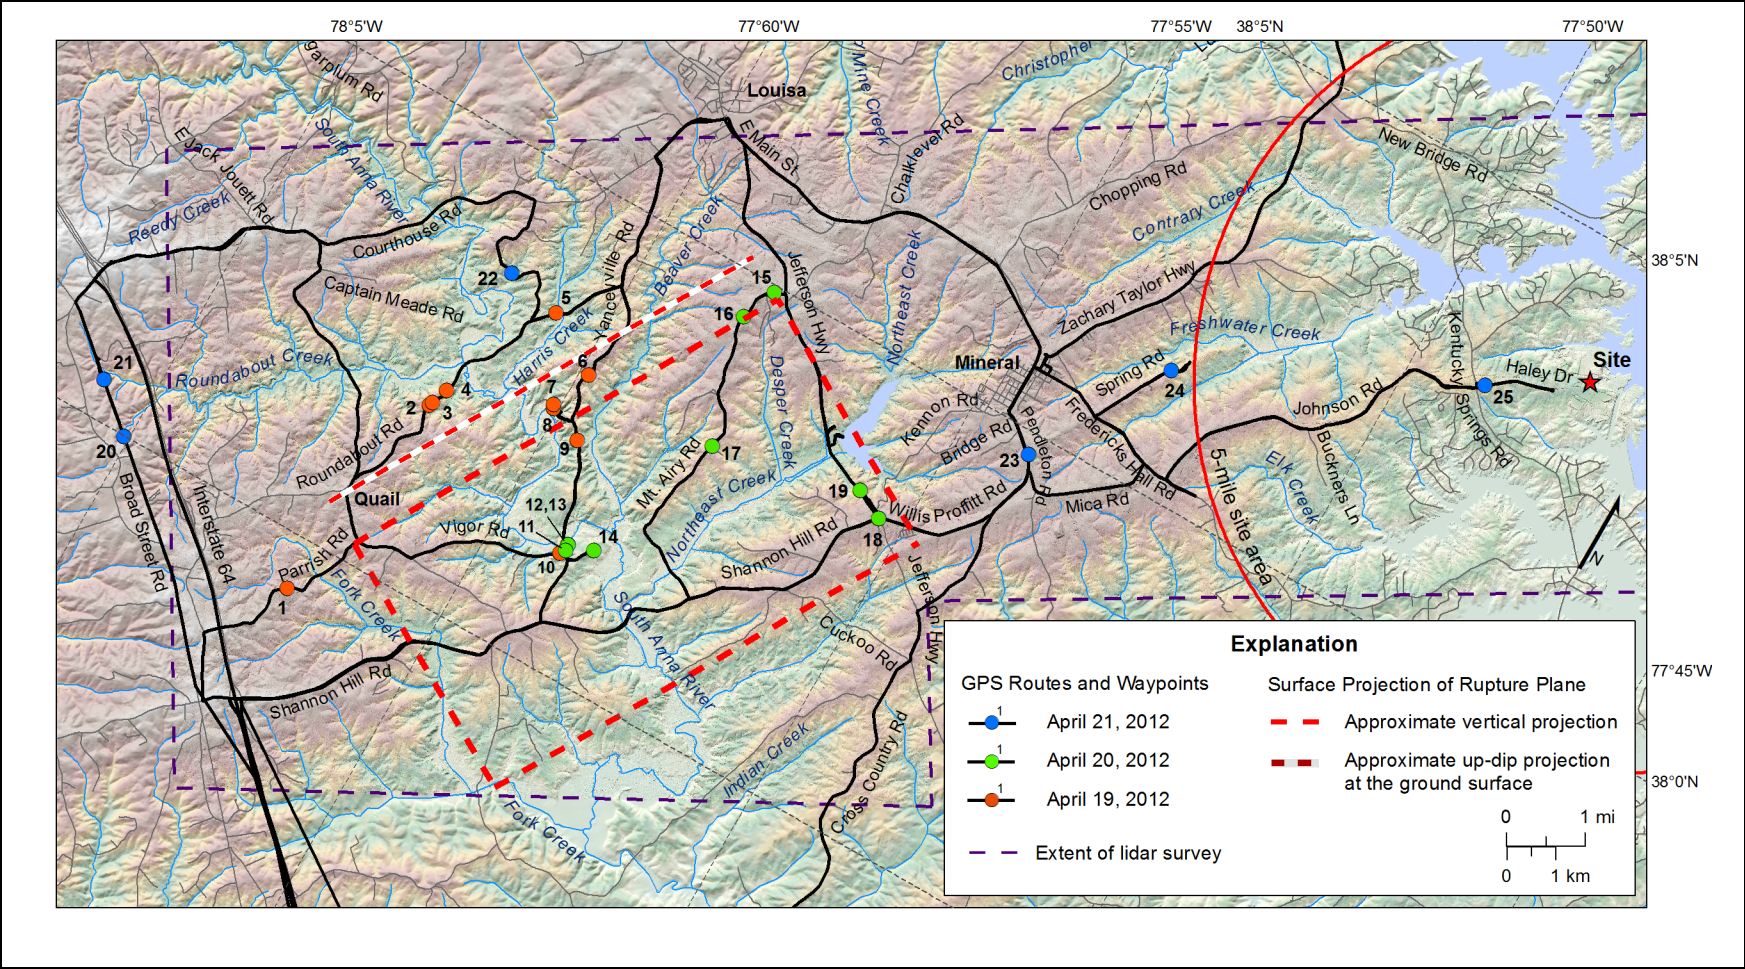 78°5'W
77°60'W
77°55'W
38°5'N
77°50'W
garplum Rd
Mine Creek
Christopher
Louisa
E Jack Jouett Rd
South Anna River
E Main St
Chalklevel Rd
New Bridge Rd
Chopping Rd
Reedy Creek
Courthouse Rd
Contrary Creek
Beaver Creek
Yanceyville Rd
Northeast Creek
38°5'N
22
Captain Meade Rd
5
15
16
Jefferson Hwy
Zachary Taylor Hwy
Harris Creek
Freshwater Creek
Kentucky Springs Rd
21
Roundabout Creek
6
Desper Creek
Mineral
Spring Rd
24
Haley Dr
Site
25
2
3
4
7
8
9
Kennon Rd
Fredericks Hall Rd
Johnson Rd
20
Roundabout Rd
17
Mt. Airy Rd
Bridge Rd
Pendleton Rd
23
5-mile site area
Elk Creek
Buckners Ln
Broad Street Rd
Interstate 64
Quail
12,13
11
14
10
Vigor Rd
Northeast Creek
19
18
Willis Proffitt Rd
Mica Rd
Shannon Hill Rd
Parrish Rd
1
Fork Creek
South Anna River
Jefferson Hwy
Cuckoo Rd
N
Shannon Hill Rd
Indian Creek
Cross Country Rd
Fork Creek
77°45'W
38°0'N
Explanation
GPS Routes and Waypoints
1
April 21, 2012
1
April 20, 2012
1
April 19, 2012
Extent of lidar survey
Surface Projection of Rupture Plane
Approximate vertical projection
Approximate up-dip projection
at the ground surface
0
1 mi
0
1 km